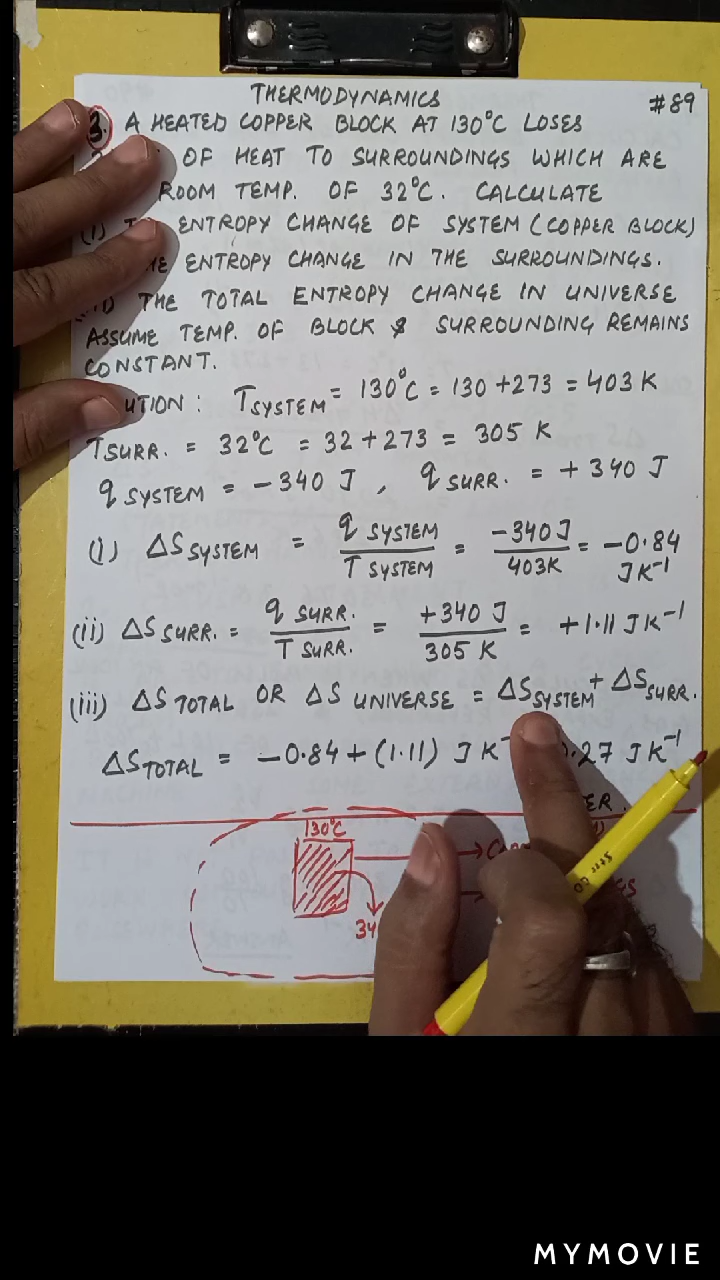 THERMODYNAMICS #89
3. A HEATED COPPER BLOCK AT 130°C LOSES
OF HEAT TO SURROUNDINGS WHICH ARE
ROOM TEMP. OF 32°C. CALCULATE
(i) ENTROPY CHANGE OF SYSTEM (COPPER BLOCK)
ENTROPY CHANGE IN THE SURROUNDINGS.
THE TOTAL ENTROPY CHANGE IN UNIVERSE
ASSUME TEMP. OF BLOCK & SURROUNDING REMAINS
CONSTANT.
UTION : T SYSTEM = 130°C = 130 + 273 = 403 K
T SURR. = 32°C = 32 + 273 = 305 K
q SYSTEM = - 340 J , q SURR. = + 340 J
(i) ΔS SYSTEM = q SYSTEM / T SYSTEM = -340 J / 403K = -0.84 JK⁻¹
(ii) ΔS SURR. = q SURR. / T SURR. = +340 J / 305 K = +1.11 JK⁻¹
(iii) ΔS TOTAL OR ΔS UNIVERSE = ΔS SYSTEM + ΔS SURR.
ΔS TOTAL = -0.84 + (1.11) J K .27 JK⁻¹
130°C
34
MYMOVIE